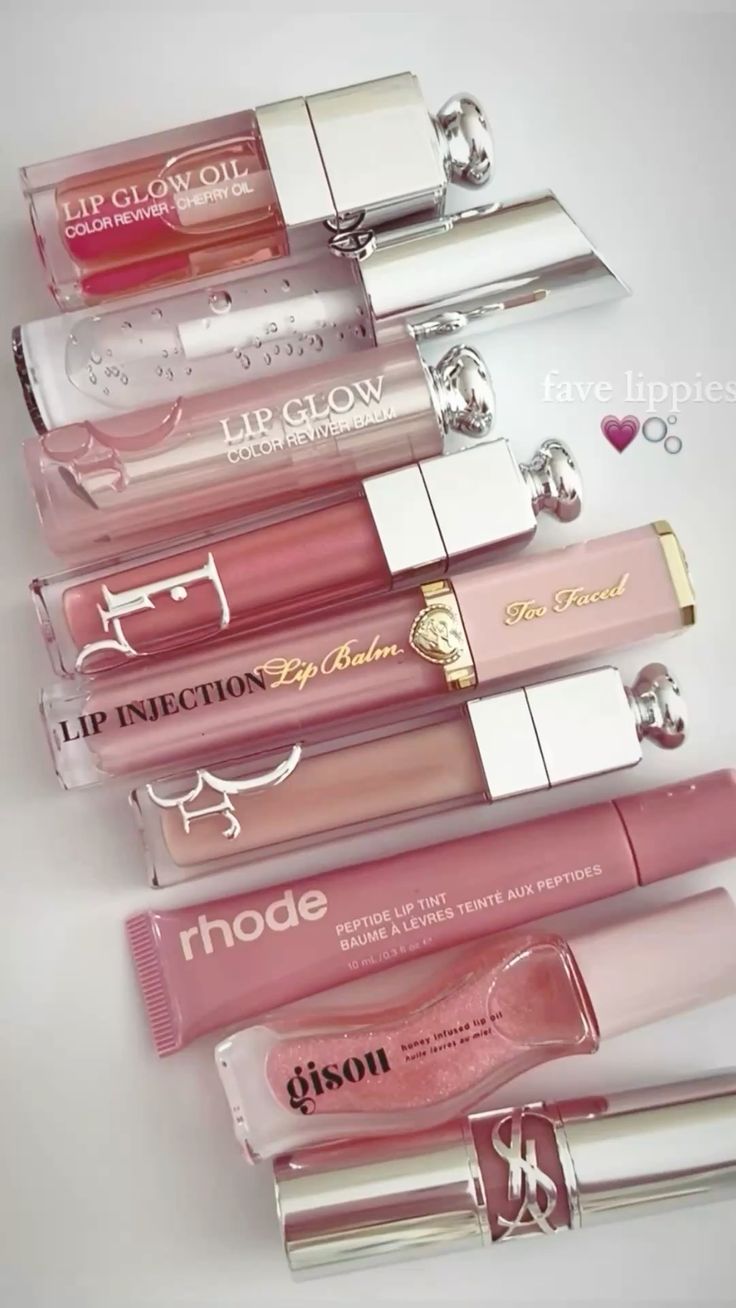 LIP GLOW OIL
COLOR REVIVER - CHERRY OIL
LIP GLOW
COLOR REVIVER BALM
fave lippies
Too Faced
LIP INJECTION Lip Balm
rhode
PEPTIDE LIP TINT
BAUME À LÈVRES TEINTÉ AUX PEPTIDES
10 mL / 0.3 fl oz e
gisou
honey infused lip oil
huile lèvres au miel
YSL